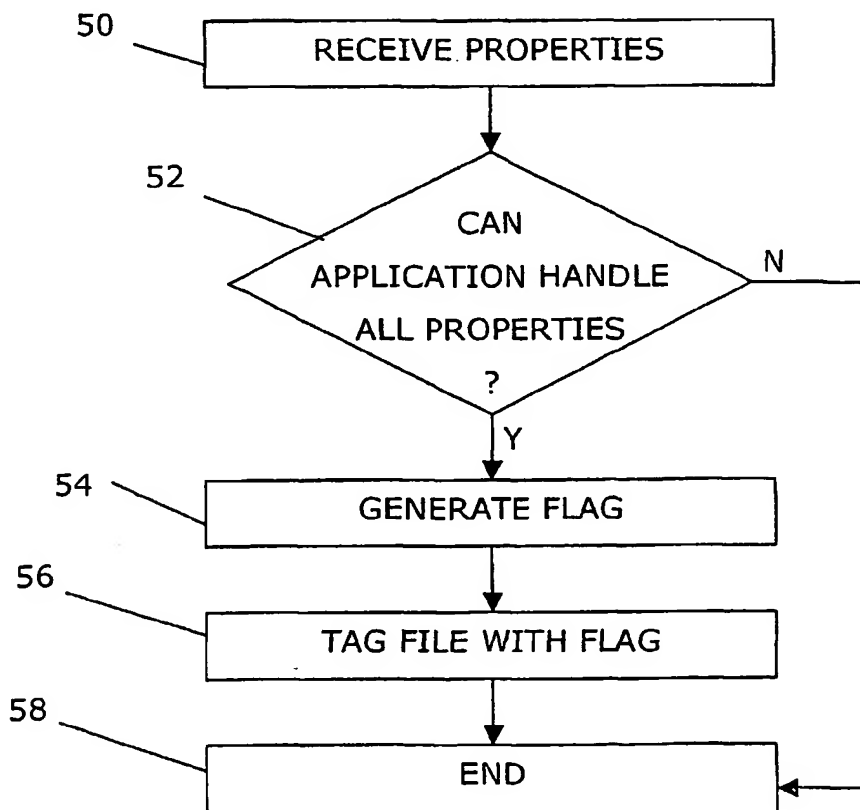 50
RECEIVE PROPERTIES
52
CAN
APPLICATION HANDLE
ALL PROPERTIES
?
N
Y
54
GENERATE FLAG
56
TAG FILE WITH FLAG
58
END